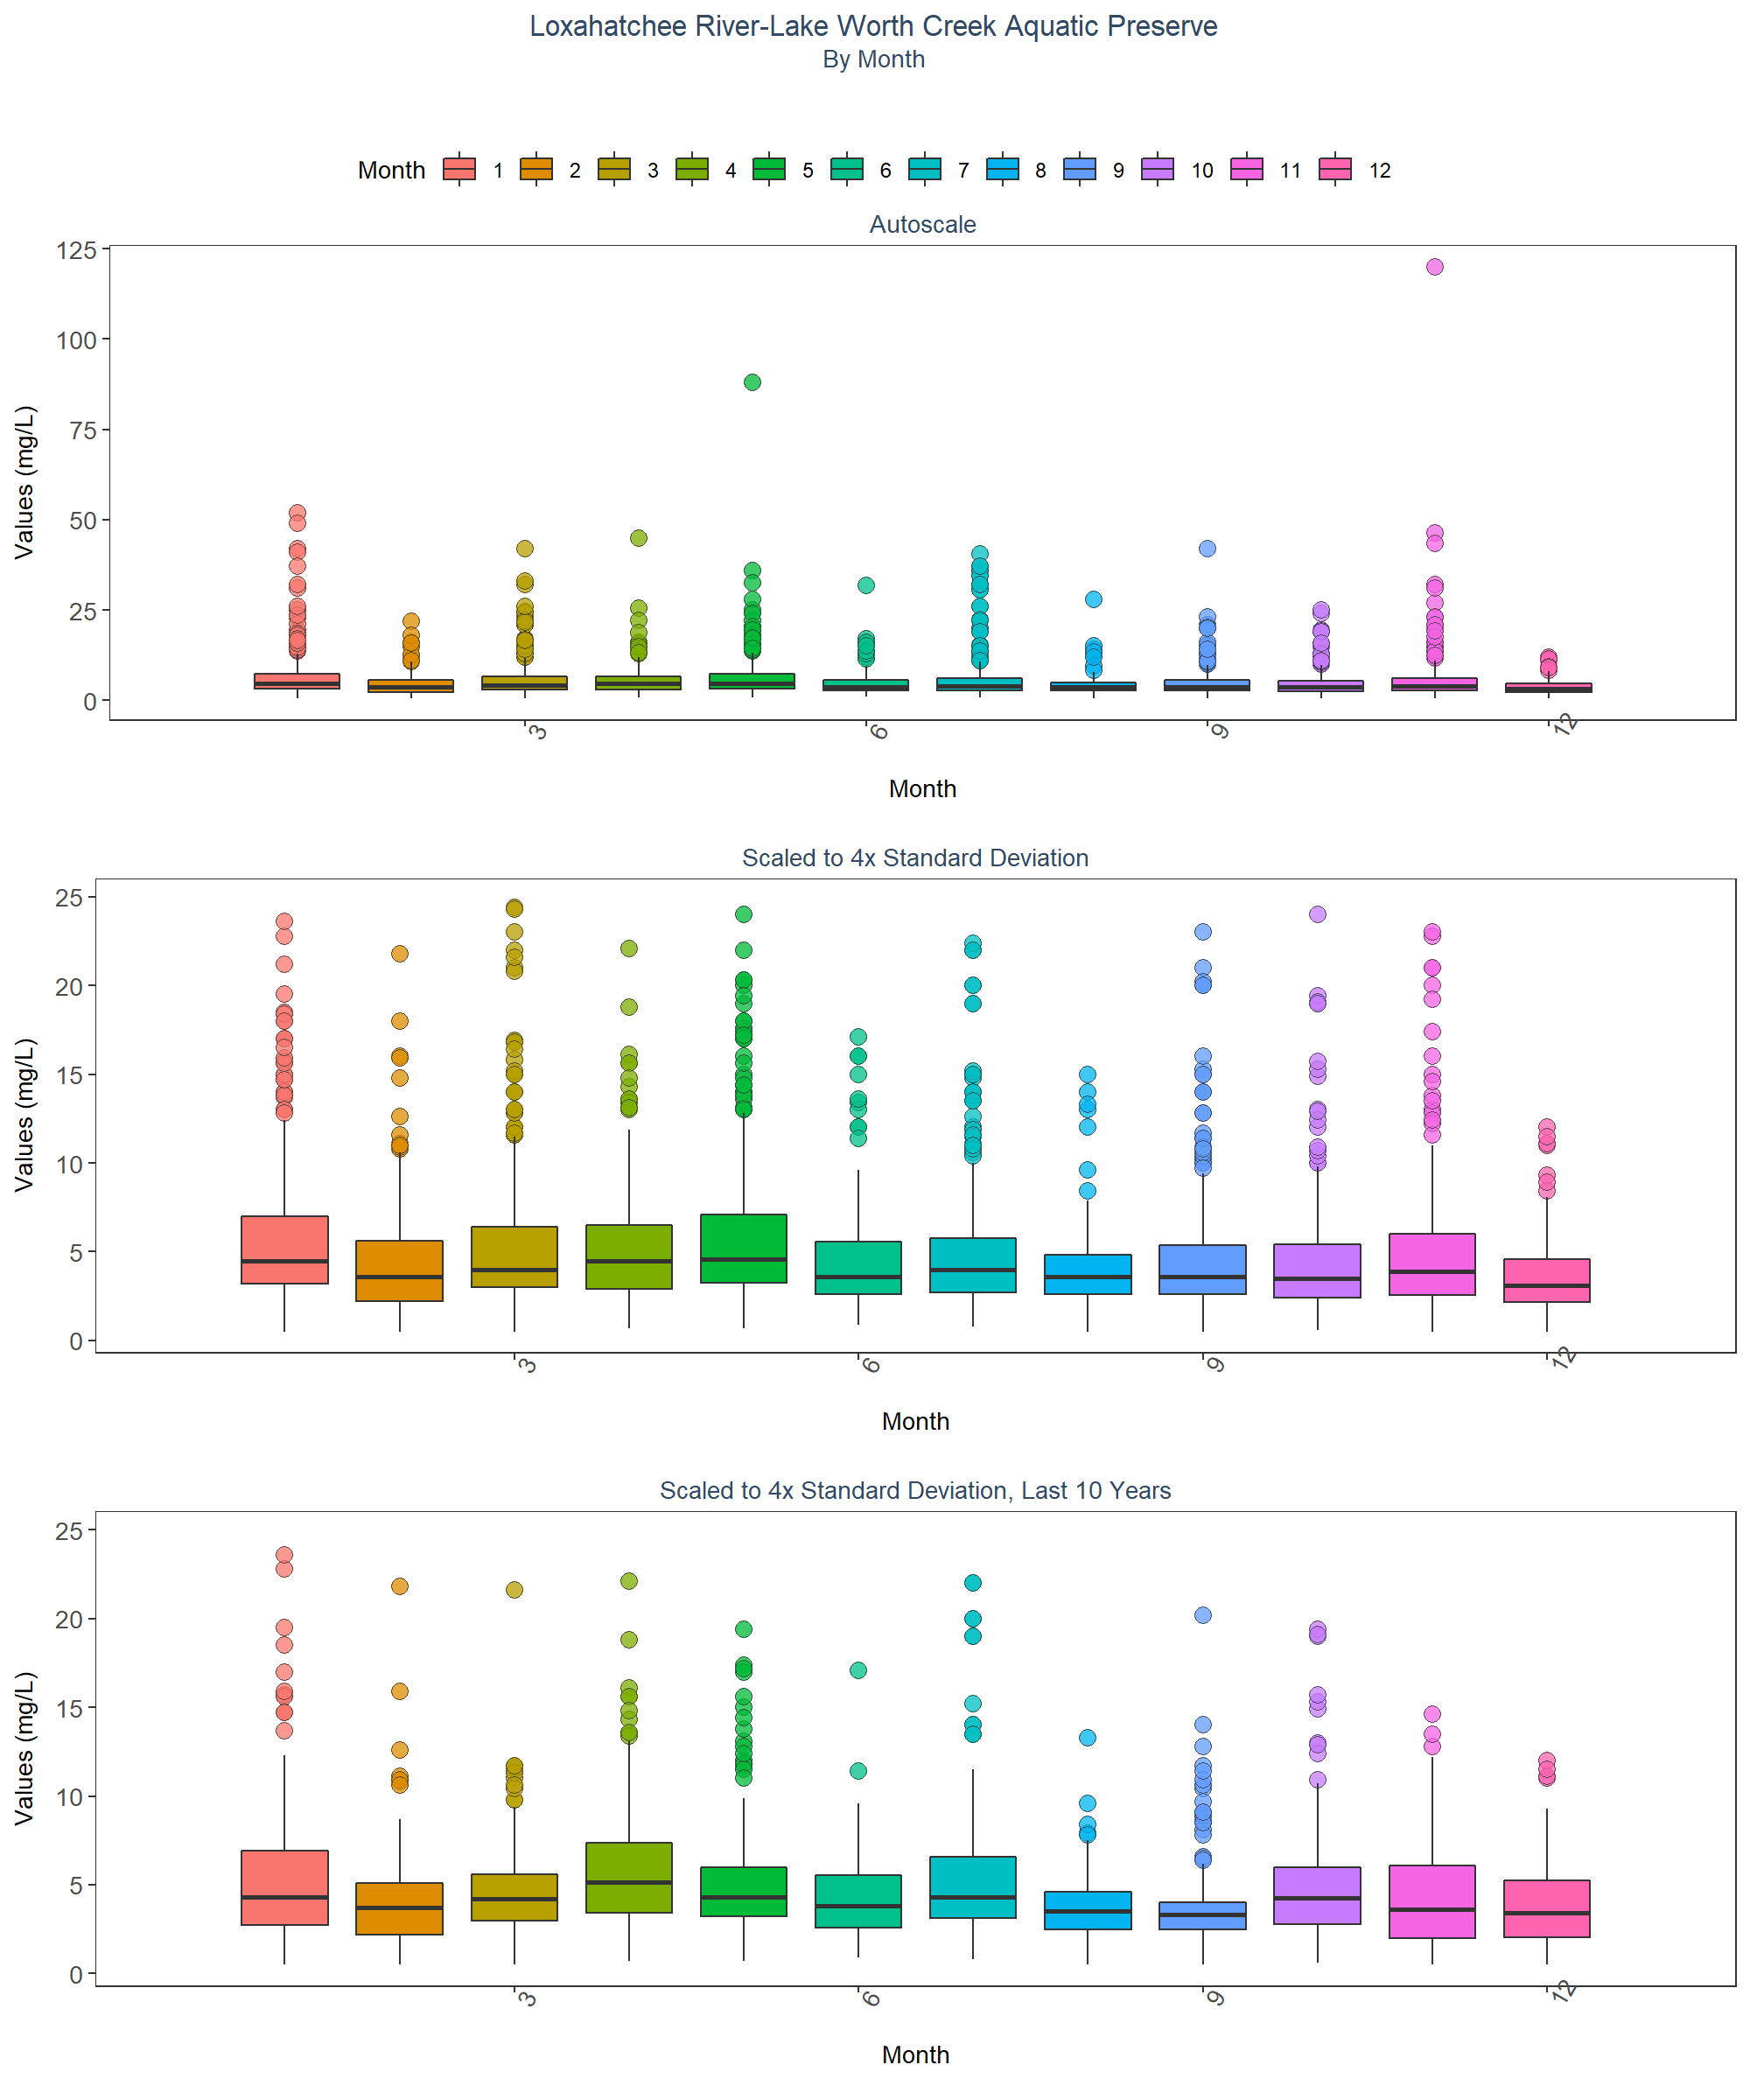 Loxahatchee River-Lake Worth Creek Aquatic Preserve
By Month
Month 1 2 3 4 5 6 7 8 9 10 11 12
Autoscale
Values (mg/L)
125
100
75
50
25
0
3 6 9 12
Month
Scaled to 4x Standard Deviation
Values (mg/L)
25
20
15
10
5
0
3 6 9 12
Month
Scaled to 4x Standard Deviation, Last 10 Years
Values (mg/L)
25
20
15
10
5
0
3 6 9 12
Month